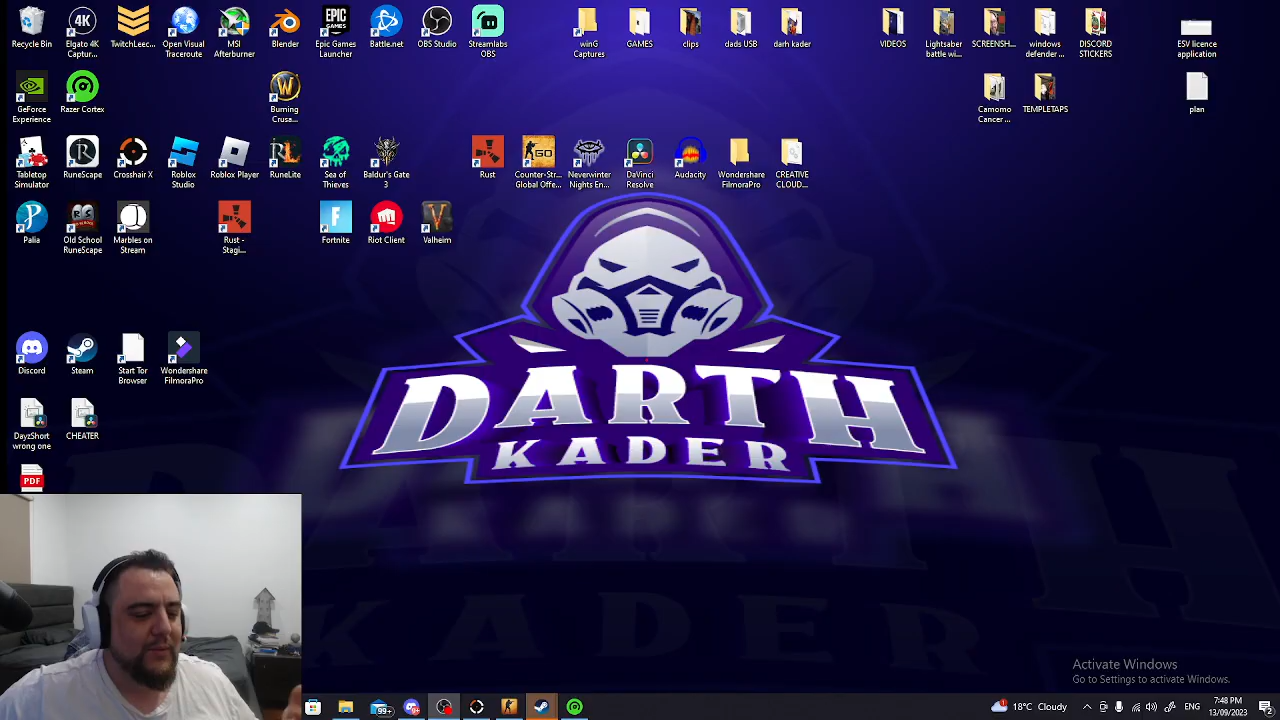 Recycle Bin
Elgato 4K
Captur...
TwitchLeec...
Open Visual
Traceroute
MSI
Afterburner
Blender
Epic Games
Launcher
Battle.net
OBS Studio
Streamlabs
OBS
winG
Captures
GAMES
clips
dads USB
darh kader
VIDEOS
Lightsaber
battle wi...
SCREENSH...
windows
defender ...
DISCORD
STICKERS
ESV licence
application
GeForce
Experience
Razer Cortex
Burning
Crusa...
Camomo
Cancer ...
TEMPLETAPS
plan
Tabletop
Simulator
RuneScape
Crosshair X
Roblox
Studio
Roblox Player
RuneLite
Sea of
Thieves
Baldur's Gate
3
Rust
Counter-Str...
Global Offe...
Neverwinter
Nights En...
DaVinci
Resolve
Audacity
Wondershare
FilmoraPro
CREATIVE
CLOUD...
Palia
Old School
RuneScape
Marbles on
Stream
Rust -
Stagi...
Fortnite
Riot Client
Valheim
Discord
Steam
Start Tor
Browser
Wondershare
FilmoraPro
DayzShort
wrong one
CHEATER
PDF
DARTH
KADER
Activate Windows
Go to Settings to activate Windows.
99+
18°C Cloudy
ENG
7:48 PM
13/09/2023